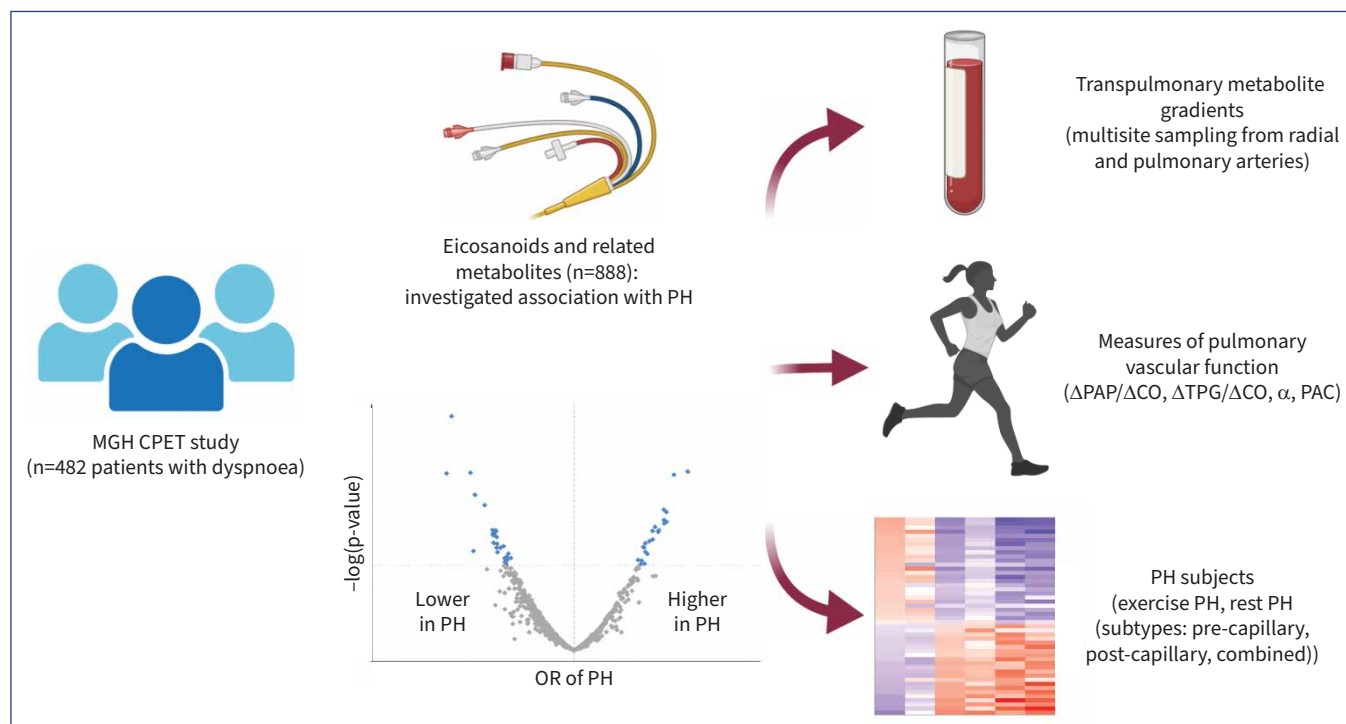 Transpulmonary metabolite
gradients
(multisite sampling from radial
and pulmonary arteries)
Eicosanoids and related
metabolites (n=888):
investigated association with PH
MGH CPET study
(n=482 patients with dyspnoea)
Measures of pulmonary
vascular function
(ΔPAP/ΔCO, ΔTPG/ΔCO, α, PAC)
–log(p-value)
Lower
in PH
Higher
in PH
OR of PH
PH subjects
(exercise PH, rest PH
(subtypes: pre-capillary,
post-capillary, combined))